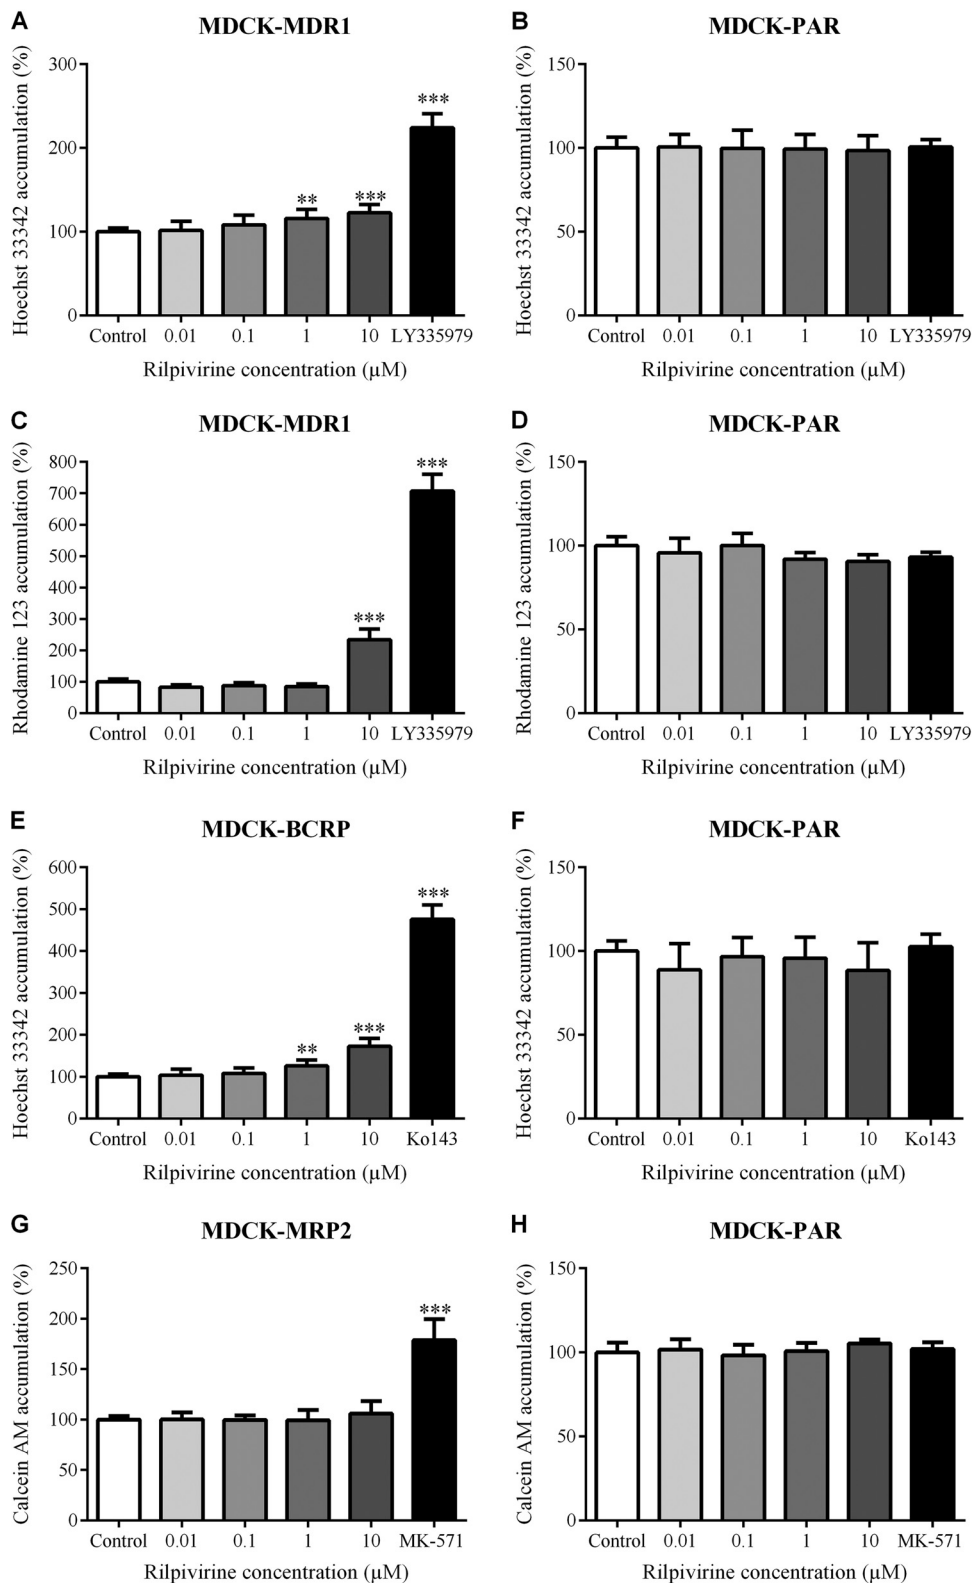 A
MDCK-MDR1
Hoechst 33342 accumulation (%)
300
200
100
0
**
***
***
Control 0.01 0.1 1 10 LY335979
Rilpivirine concentration (µM)
B
MDCK-PAR
Hoechst 33342 accumulation (%)
150
100
50
0
Control 0.01 0.1 1 10 LY335979
Rilpivirine concentration (µM)
C
MDCK-MDR1
Rhodamine 123 accumulation (%)
800
700
600
500
400
300
200
100
0
***
***
Control 0.01 0.1 1 10 LY335979
Rilpivirine concentration (µM)
D
MDCK-PAR
Rhodamine 123 accumulation (%)
150
100
50
0
Control 0.01 0.1 1 10 LY335979
Rilpivirine concentration (µM)
E
MDCK-BCRP
Hoechst 33342 accumulation (%)
600
500
400
300
200
100
0
**
***
***
Control 0.01 0.1 1 10 Ko143
Rilpivirine concentration (µM)
F
MDCK-PAR
Hoechst 33342 accumulation (%)
150
100
50
0
Control 0.01 0.1 1 10 Ko143
Rilpivirine concentration (µM)
G
MDCK-MRP2
Calcein AM accumulation (%)
250
200
150
100
50
0
***
Control 0.01 0.1 1 10 MK-571
Rilpivirine concentration (µM)
H
MDCK-PAR
Calcein AM accumulation (%)
150
100
50
0
Control 0.01 0.1 1 10 MK-571
Rilpivirine concentration (µM)